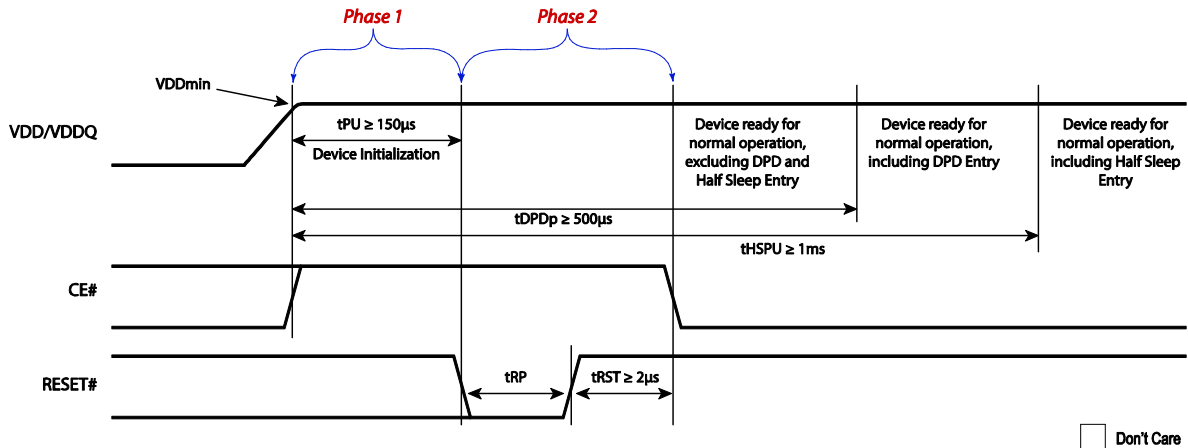 Phase 1
Phase 2
VDDmin
VDD/VDDQ
tPU ≥ 150µs
Device Initialization
Device ready for
normal operation,
excluding DPD and
Half Sleep Entry
Device ready for
normal operation,
including DPD Entry
Device ready for
normal operation,
including Half Sleep
Entry
tDPDp ≥ 500µs
tHSPU ≥ 1ms
CE#
RESET#
tRP
tRST ≥ 2µs
Don't Care